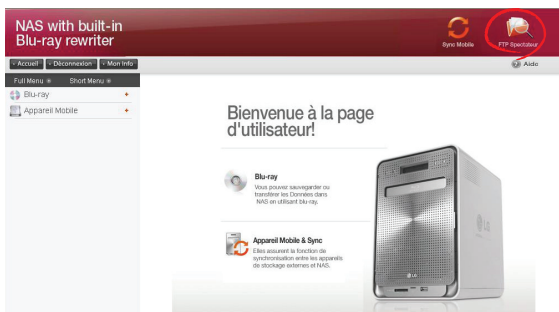 NAS with built-in
Blu-ray rewriter
Sync Mobile
FTP Spectateur
Accueil
Déconnexion
Mon Info
Aide
Full Menu
Short Menu
Blu-ray
Appareil Mobile
Bienvenue à la page
d'utilisateur!
Blu-ray
Vous pouvez sauvegarder ou
transférer les Données dans
NAS en utilisant blu-ray.
Appareil Mobile & Sync
Elles assurent la fonction de
synchronisation entre les appareils
de stockage externes et NAS.
LG
LG